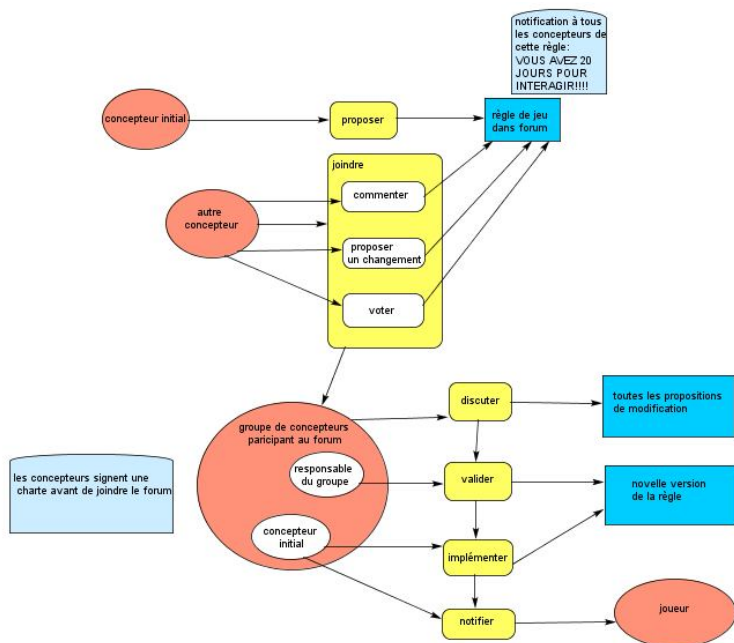 notification à tous
les concepteurs de
cette règle:
VOUS AVEZ 20
JOURS POUR
INTERAGIR!!!!
concepteur initial
proposer
règle de jeu
dans forum
joindre
commenter
autre
concepteur
proposer
un changement
voter
groupe de concepteurs
paricipant au forum
discuter
toutes les propositions
de modification
responsable
du groupe
valider
novelle version
de la règle
les concepteurs signent une
charte avant de joindre le forum
concepteur
initial
implémenter
notifier
joueur